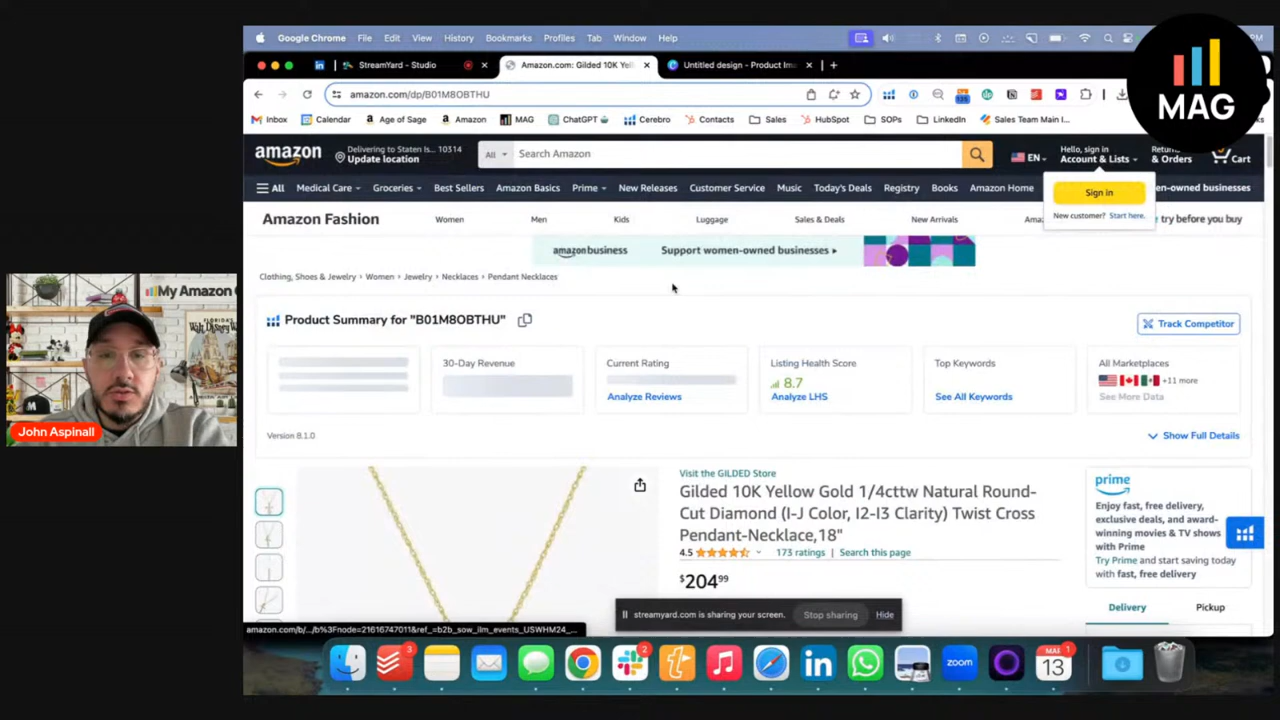 Chrome File Edit View History Bookmarks Profiles Tab Window Help
StreamYard - Studio
Amazon.com: Gilded 10K Yell
Untitled design - Product Im
amazon.com/dp/B01M8OBTHU
Inbox Calendar Age of Sage Amazon MAG ChatGPT Cerebro Contacts Sales HubSpot SOPs LinkedIn Sales Team Main I...
MAG
amazon
Delivering to Staten Is... 10314
Update location
All Search Amazon
EN
Hello, sign in
Account & Lists
& Orders
Cart
All Medical Care Groceries Best Sellers Amazon Basics Prime New Releases Customer Service Music Today's Deals Registry Books Amazon Home
Sign in
New customer? Start here.
Amazon Fashion Women Men Kids Luggage Sales & Deals New Arrivals try before you buy
amazon business Support women-owned businesses
Clothing, Shoes & Jewelry › Women › Jewelry › Necklaces › Pendant Necklaces
Product Summary for "B01M8OBTHU"
Track Competitor
30-Day Revenue
Current Rating
Analyze Reviews
Listing Health Score
8.7
Analyze LHS
Top Keywords
See All Keywords
All Marketplaces
+11 more
See More Data
Version 8.1.0
Show Full Details
Visit the GILDED Store
Gilded 10K Yellow Gold 1/4cttw Natural Round-
Cut Diamond (I-J Color, I2-I3 Clarity) Twist Cross
Pendant-Necklace,18"
4.5 173 ratings | Search this page
$204.99
prime
Enjoy fast, free delivery,
exclusive deals, and award-
winning movies & TV shows
with Prime
Try Prime and start saving today
with fast, free delivery
Delivery Pickup
streamyard.com is sharing your screen. Stop sharing Hide
amazon.com/b/.../b%3Fnode=21616747011&ref_=b2b_sow_ilm_events_USWHM24_...
My Amazon
John Aspinall
zoom
13